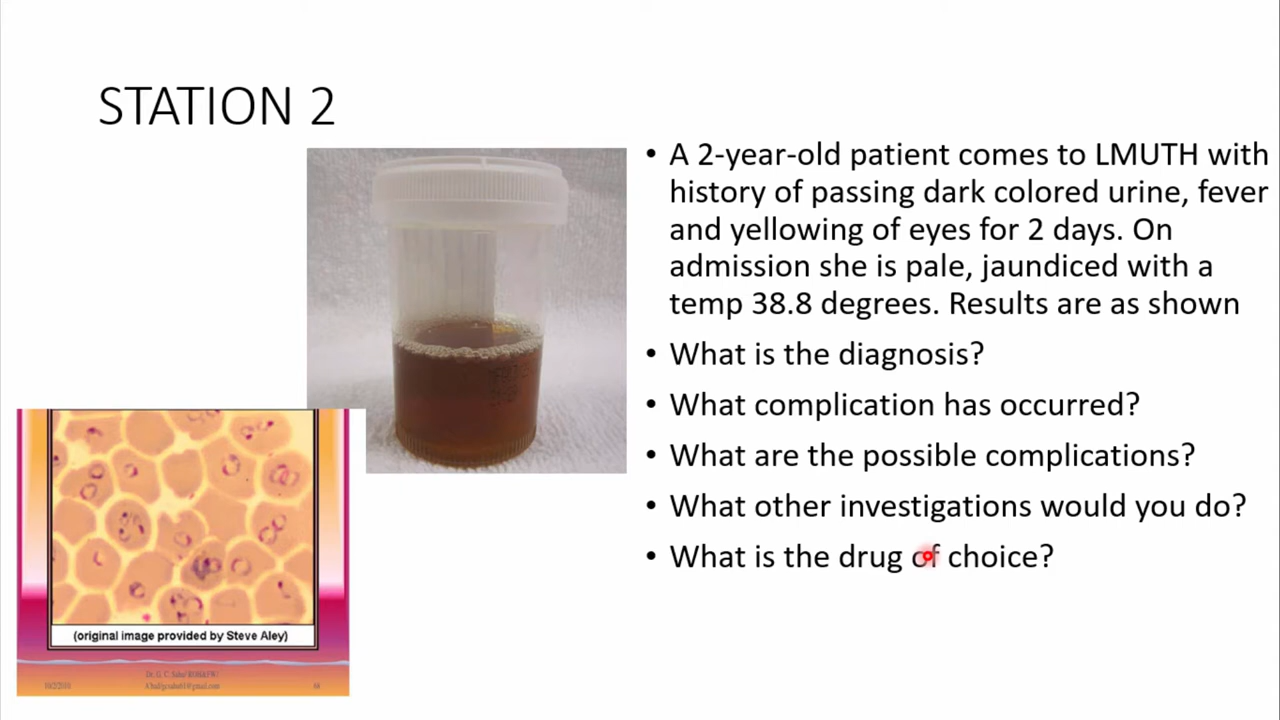 STATION 2
• A 2-year-old patient comes to LMUTH with
history of passing dark colored urine, fever
and yellowing of eyes for 2 days. On
admission she is pale, jaundiced with a
temp 38.8 degrees. Results are as shown
• What is the diagnosis?
• What complication has occurred?
• What are the possible complications?
• What other investigations would you do?
• What is the drug of choice?
(original image provided by Steve Aley)